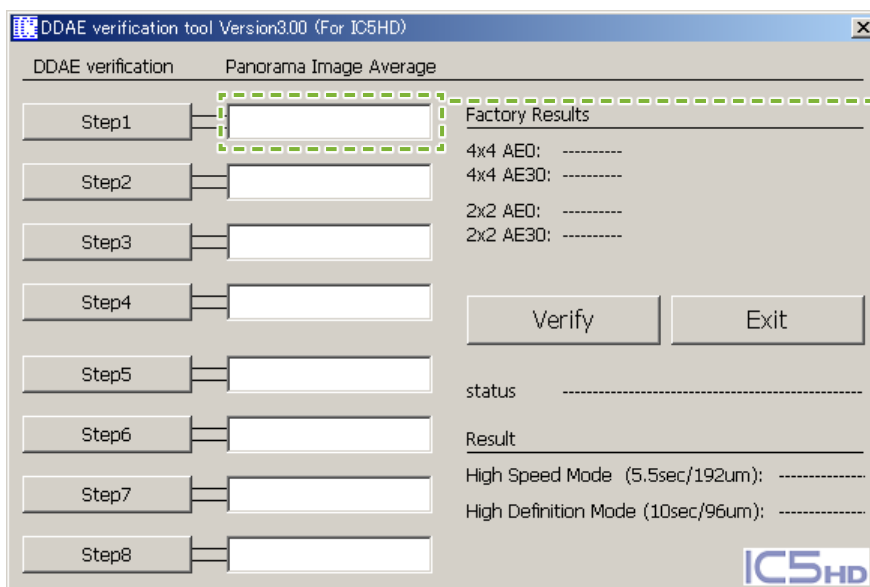 DDAE verification tool Version3.00 (For IC5HD)
DDAE verification Panorama Image Average
Step1
Step2
Step3
Step4
Step5
Step6
Step7
Step8
Factory Results
4x4 AE0: ----------
4x4 AE30: ----------
2x2 AE0: ----------
2x2 AE30: ----------
Verify
Exit
status --------------------------------------------------
Result
High Speed Mode (5.5sec/192um): ---------------
High Definition Mode (10sec/96um): ---------------
IC5HD